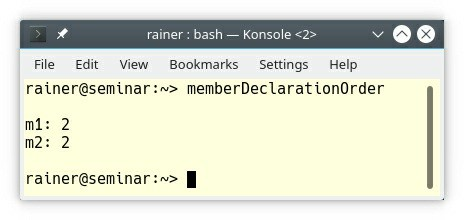 rainer : bash — Konsole <2>
File Edit View Bookmarks Settings Help
rainer@seminar:~> memberDeclarationOrder
m1: 2
m2: 2
rainer@seminar:~>